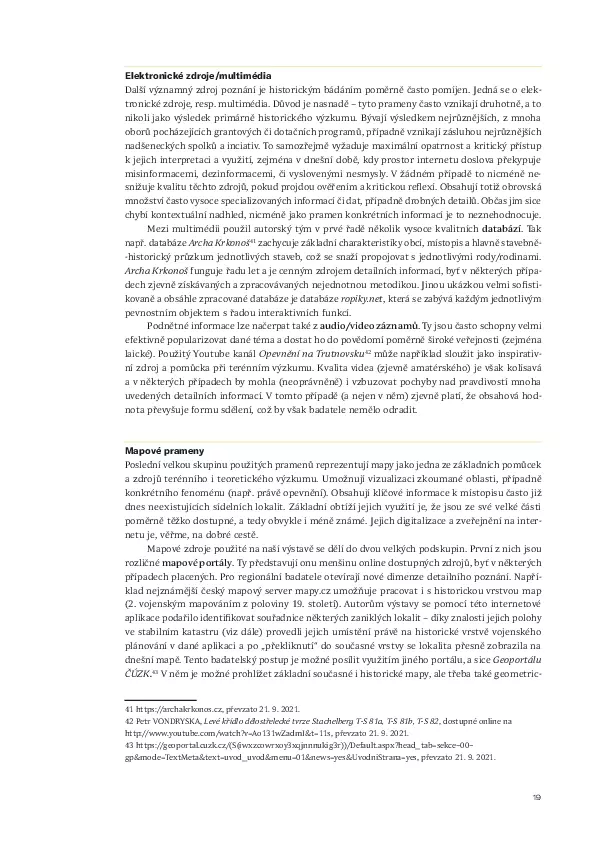 Elektronické zdroje/multimédia
Další významný zdroj poznání je historickým bádáním poměrně často pomíjen. Jedná se o elek-
tronické zdroje, resp. multimédia. Důvod je nasnadě – tyto prameny často vznikají druhotně, a to
nikoli jako výsledek primárně historického výzkumu. Bývají výsledkem nejrůznějších, z mnoha
oborů pocházejících grantových či dotačních programů, případně vznikají zásluhou nejrůznějších
nadšeneckých spolků a inciativ. To samozřejmě vyžaduje maximální opatrnost a kritický přístup
k jejich interpretaci a využití, zejména v dnešní době, kdy prostor internetu doslova překypuje
misinformacemi, dezinformacemi, či vyslovenými nesmysly. V žádném případě to nicméně ne-
snižuje kvalitu těchto zdrojů, pokud projdou ověřením a kritickou reflexí. Obsahují totiž obrovská
množství často vysoce specializovaných informací či dat, případně drobných detailů. Občas jim sice
chybí kontextuální nadhled, nicméně jako pramen konkrétních informací je to neznehodnocuje.
Mezi multimédii použil autorský tým v prvé řadě několik vysoce kvalitních databází. Tak
např. databáze Archa Krkonoš⁴¹ zachycuje základní charakteristiky obcí, místopis a hlavně stavebně-
-historický průzkum jednotlivých staveb, což se snaží propojovat s jednotlivými rody/rodinami.
Archa Krkonoš funguje řadu let a je cenným zdrojem detailních informací, byť v některých přípa-
dech zjevně získávaných a zpracovávaných nejednotnou metodikou. Jinou ukázkou velmi sofisti-
kované a obsáhle zpracované databáze je databáze ropiky.net, která se zabývá každým jednotlivým
pevnostním objektem s řadou interaktivních funkcí.
Podnětné informace lze načerpat také z audio/video záznamů. Ty jsou často schopny velmi
efektivně popularizovat dané téma a dostat ho do povědomí poměrně široké veřejnosti (zejména
laické). Použitý Youtube kanál Opevnění na Trutnovsku⁴² může například sloužit jako inspirativ-
ní zdroj a pomůcka při terénním výzkumu. Kvalita videa (zjevně amatérského) je však kolísavá
a v některých případech by mohla (neoprávněně) i vzbuzovat pochyby nad pravdivostí mnoha
uvedených detailních informací. V tomto případě (a nejen v něm) zjevně platí, že obsahová hod-
nota převyšuje formu sdělení, což by však badatele nemělo odradit.
Mapové prameny
Poslední velkou skupinu použitých pramenů reprezentují mapy jako jedna ze základních pomůcek
a zdrojů terénního i teoretického výzkumu. Umožnují vizualizaci zkoumané oblasti, případně
konkrétního fenoménu (např. právě opevnění). Obsahují klíčové informace k místopisu často již
dnes neexistujících sídelních lokalit. Základní obtíží jejich využití je, že jsou ze své velké části
poměrně těžko dostupné, a tedy obvykle i méně známé. Jejich digitalizace a zveřejnění na inter-
netu je, věřme, na dobré cestě.
Mapové zdroje použité na naší výstavě se dělí do dvou velkých podskupin. První z nich jsou
rozličné mapové portály. Ty představují onu menšinu online dostupných zdrojů, byť v některých
případech placených. Pro regionální badatele otevírají nové dimenze detailního poznání. Napří-
klad nejznámější český mapový server mapy.cz umožňuje pracovat i s historickou vrstvou map
(2. vojenským mapováním z poloviny 19. století). Autorům výstavy se pomocí této internetové
aplikace podařilo identifikovat souřadnice některých zaniklých lokalit – díky znalosti jejich polohy
ve stabilním katastru (viz dále) provedli jejich umístění právě na historické vrstvě vojenského
plánování v dané aplikaci a po „překliknutí“ do současné vrstvy se lokalita přesně zobrazila na
dnešní mapě. Tento badatelský postup je možné posílit využitím jiného portálu, a sice Geoportálu
ČÚZK.⁴³ V něm je možné prohlížet základní současné i historické mapy, ale třeba také geometric-
41 https://archakrkonos.cz, převzato 21. 9. 2021.
42 Petr VONDRYSKA, Levé křídlo dělostřelecké tvrze Stachelberg T-S 81a, T-S 81b, T-S 82, dostupné online na
http://www.youtube.com/watch?v=Ao131wZadmI&t=11s, převzato 21. 9. 2021.
43 https://geoportal.cuzk.cz/(S(iwxzcowrxoy3xqjnnnukig3r))/Default.aspx?head_tab=sekce-00-
gp&mode=TextMeta&text=uvod_uvod&menu=01&news=yes&UvodniStrana=yes, převzato 21. 9. 2021.
19